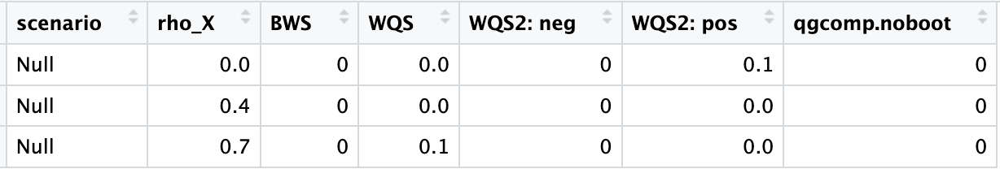 scenario rho_X BWS WQS WQS2: neg WQS2: pos qgcomp.noboot
Null 0.0 0 0.0 0 0.1 0
Null 0.4 0 0.0 0 0.0 0
Null 0.7 0 0.1 0 0.0 0